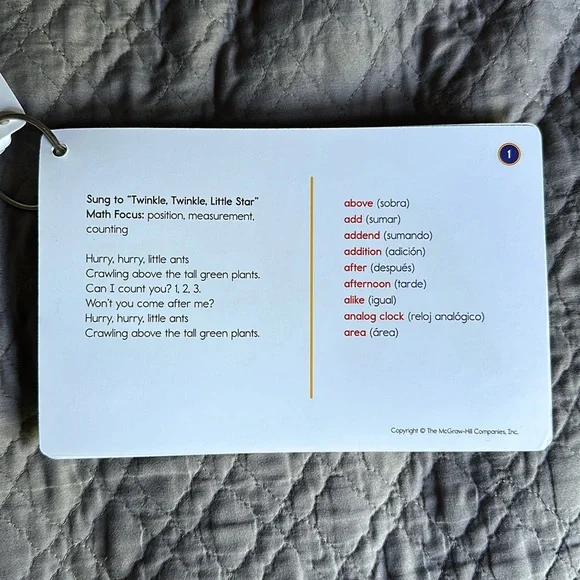 1
Sung to "Twinkle, Twinkle, Little Star"
Math Focus: position, measurement,
counting
Hurry, hurry, little ants
Crawling above the tall green plants.
Can I count you? 1, 2, 3.
Won't you come after me?
Hurry, hurry, little ants
Crawling above the tall green plants.
above (sobra)
add (sumar)
addend (sumando)
addition (adición)
after (después)
afternoon (tarde)
alike (igual)
analog clock (reloj analógico)
area (área)
Copyright © The McGraw-Hill Companies, Inc.